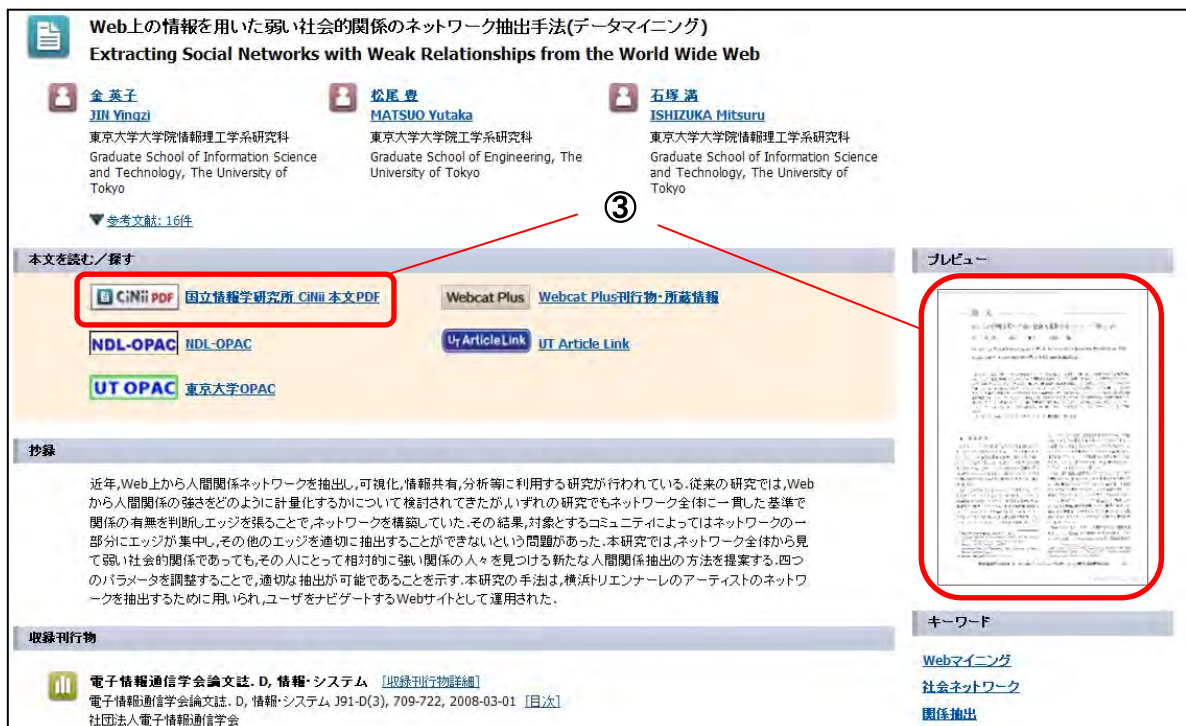 Web上の情報を用いた弱い社会的関係のネットワーク抽出手法(データマイニング)
Extracting Social Networks with Weak Relationships from the World Wide Web
金 英子
JIN Yingzi
東京大学大学院情報理工学系研究科
Graduate School of Information Science
and Technology, The University of
Tokyo
松尾 豊
MATSUO Yutaka
東京大学大学院工学系研究科
Graduate School of Engineering, The
University of Tokyo
石塚 満
ISHIZUKA Mitsuru
東京大学大学院情報理工学系研究科
Graduate School of Information Science
and Technology, The University of
Tokyo
▼参考文献: 16件
③
本文を読む／探す
CiNii PDF 国立情報学研究所 CiNii 本文PDF
Webcat Plus Webcat Plus刊行物・所蔵情報
NDL-OPAC NDL-OPAC
UT ArticleLink UT Article Link
UT OPAC 東京大学OPAC
プレビュー
抄録
近年,Web上から人間関係ネットワークを抽出し,可視化,情報共有,分析等に利用する研究が行われている.従来の研究では,Web
から人間関係の強さをどのように計量化するかについて検討されてきたが,いずれの研究でもネットワーク全体に一貫した基準で
関係の有無を判断しエッジを張ることで,ネットワークを構築していた.その結果,対象とするコミュニティによってはネットワークの一
部分にエッジが集中し,その他のエッジを適切に抽出することができないという問題があった.本研究では,ネットワーク全体から見
て弱い社会的関係であっても,その人にとって相対的に強い関係の人々を見つける新たな人間関係抽出の方法を提案する.四つ
のパラメータを調整することで,適切な抽出が可能であることを示す.本研究の手法は,横浜トリエンナーレのアーティストのネットワ
ークを抽出するために用いられ,ユーザをナビゲートするWebサイトとして運用された.
収録刊行物
電子情報通信学会論文誌. D, 情報・システム [収録刊行物詳細]
電子情報通信学会論文誌. D, 情報・システム J91-D(3), 709-722, 2008-03-01 [目次]
社団法人電子情報通信学会
キーワード
Webマイニング
社会ネットワーク
関係抽出